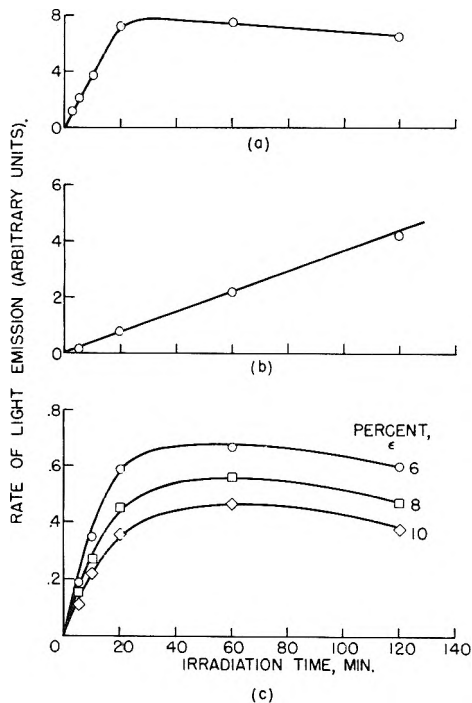 RATE OF LIGHT EMISSION (ARBITRARY UNITS).
8
4
0
(a)
6
4
2
0
(b)
.8
.6
.4
.2
0
PERCENT,
ϵ
6
8
10
0 20 40 60 80 100 120 140
IRRADIATION TIME, MIN.
(c)